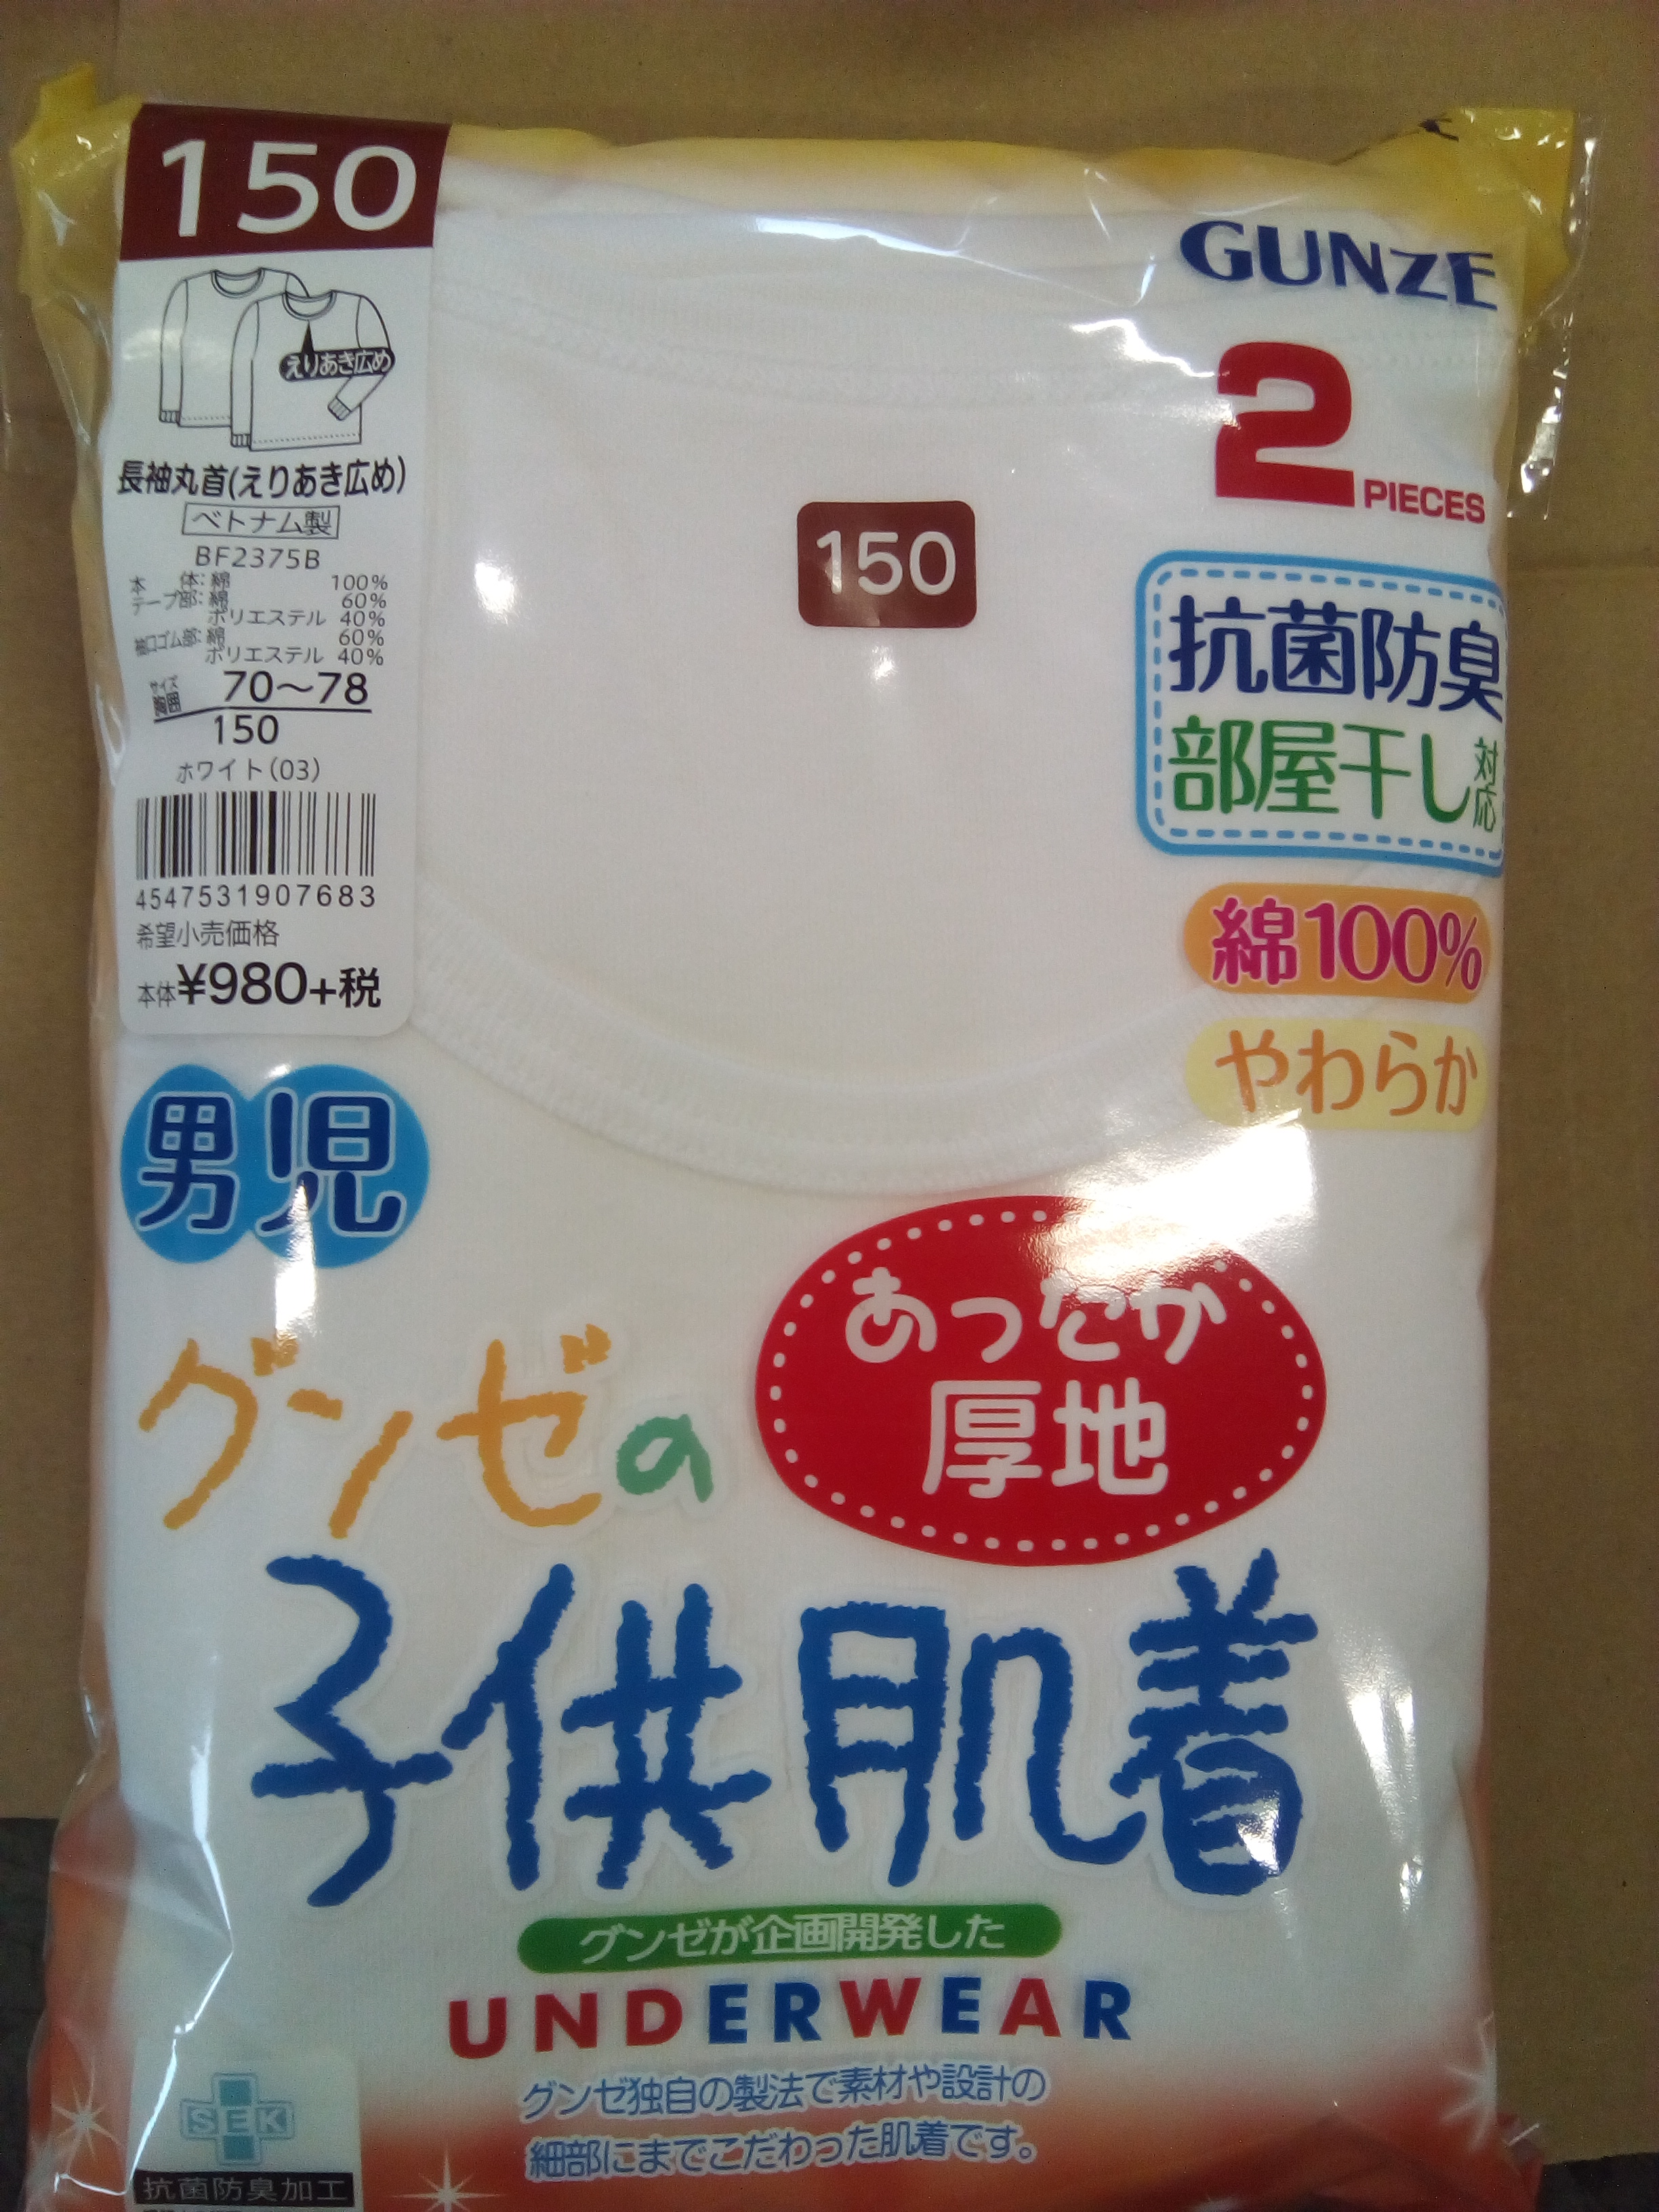 150
えりあき広め
長袖丸首(えりあき広め)
ベトナム製
BF2375B
本 体:綿 100%
テープ部:綿 60%
ポリエステル 40%
袖口ゴム部:綿 60%
ポリエステル 40%
サイズ
胸囲 70〜78
150
ホワイト(03)
4547531907683
希望小売価格
本体¥980+税
GUNZE
2 PIECES
150
抗菌防臭
部屋干し対応
綿100%
やわらか
男児
あったか
厚地
グンゼの
子供肌着
グンゼが企画開発した
UNDERWEAR
グンゼ独自の製法で素材や設計の
細部にまでこだわった肌着です。
SEK
抗菌防臭加工